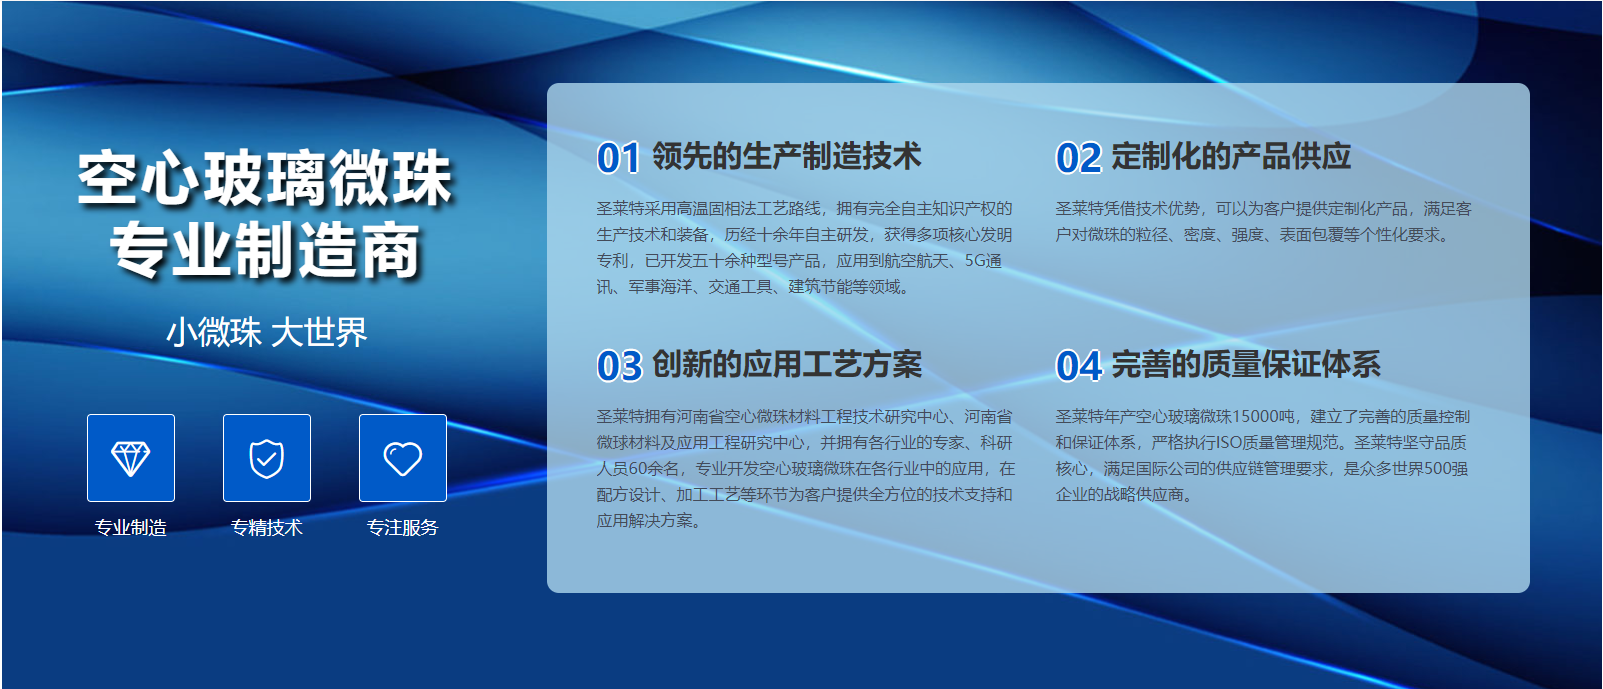 空心玻璃微珠
专业制造商
小微珠 大世界
专业制造
专精技术
专注服务
01 领先的生产制造技术
圣莱特采用高温固相法工艺路线，拥有完全自主知识产权的
生产技术和装备，历经十余年自主研发，获得多项核心发明
专利，已开发五十余种型号产品，应用到航空航天、5G通
讯、军事海洋、交通工具、建筑节能等领域。
02 定制化的产品供应
圣莱特凭借技术优势，可以为客户提供定制化产品，满足客
户对微珠的粒径、密度、强度、表面包覆等个性化要求。
03 创新的应用工艺方案
圣莱特拥有河南省空心微珠材料工程技术研究中心、河南省
微球材料及应用工程研究中心，并拥有各行业的专家、科研
人员60余名，专业开发空心玻璃微珠在各行业中的应用，在
配方设计、加工工艺等环节为客户提供全方位的技术支持和
应用解决方案。
04 完善的质量保证体系
圣莱特年产空心玻璃微珠15000吨，建立了完善的质量控制
和保证体系，严格执行ISO质量管理规范。圣莱特坚守品质
核心，满足国际公司的供应链管理要求，是众多世界500强
企业的战略供应商。